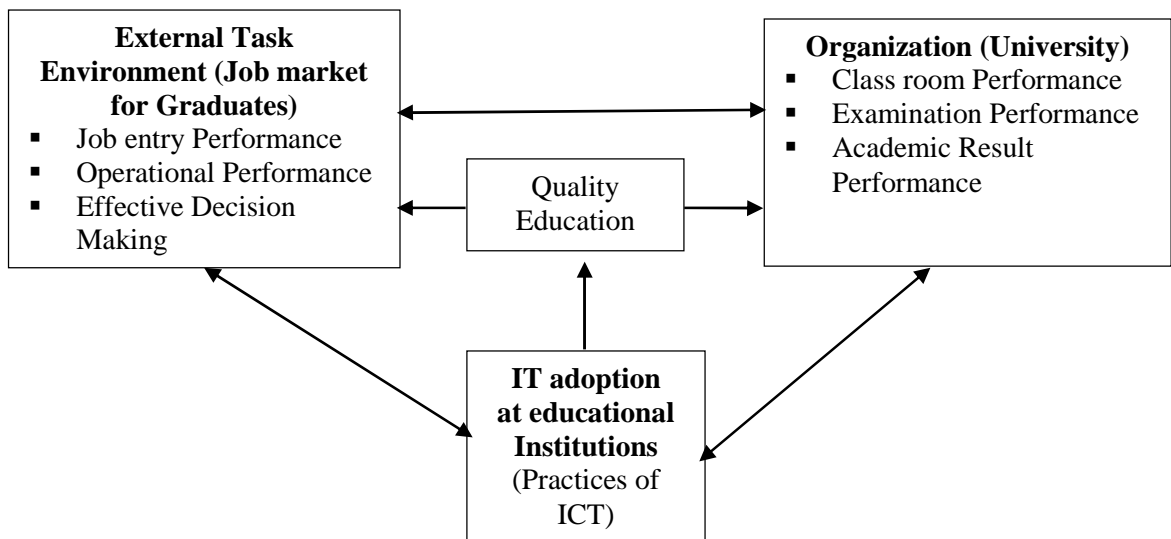 External Task
Environment (Job market
for Graduates)
▪ Job entry Performance
▪ Operational Performance
▪ Effective Decision
Making
Organization (University)
▪ Class room Performance
▪ Examination Performance
▪ Academic Result
Performance
Quality
Education
IT adoption
at educational
Institutions
(Practices of
ICT)